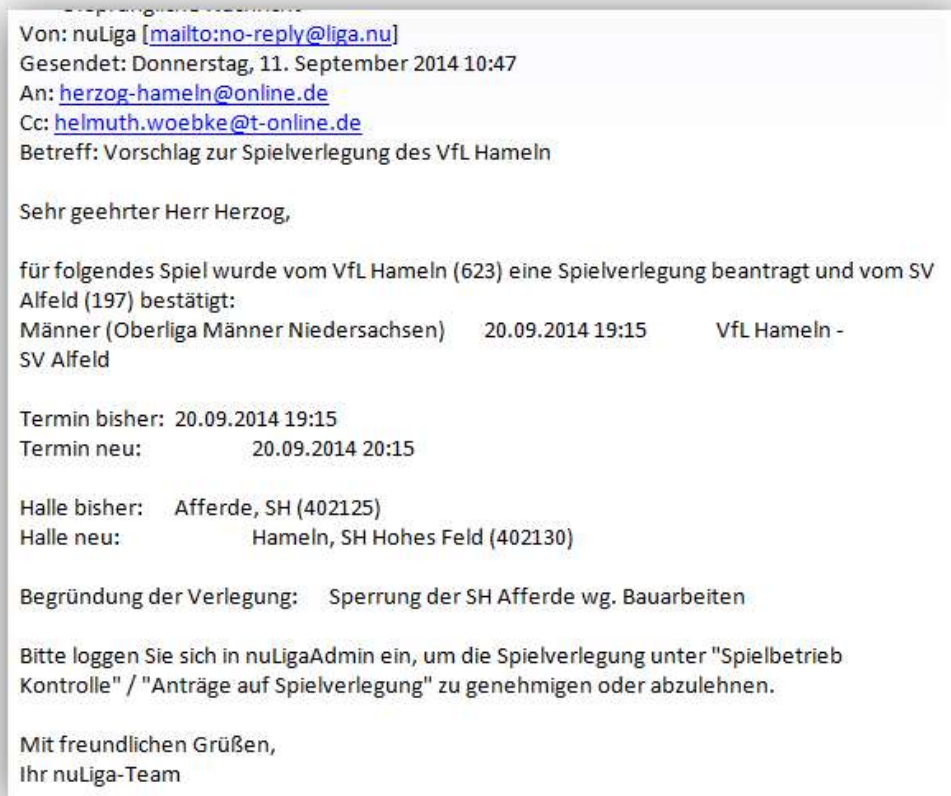 Von: nuLiga [mailto:no-reply@liga.nu]
Gesendet: Donnerstag, 11. September 2014 10:47
An: herzog-hameln@online.de
Cc: helmuth.woebke@t-online.de
Betreff: Vorschlag zur Spielverlegung des VfL Hameln
Sehr geehrter Herr Herzog,
für folgendes Spiel wurde vom VfL Hameln (623) eine Spielverlegung beantragt und vom SV
Alfeld (197) bestätigt:
Männer (Oberliga Männer Niedersachsen) 20.09.2014 19:15 VfL Hameln -
SV Alfeld
Termin bisher: 20.09.2014 19:15
Termin neu: 20.09.2014 20:15
Halle bisher: Afferde, SH (402125)
Halle neu: Hameln, SH Hohes Feld (402130)
Begründung der Verlegung: Sperrung der SH Afferde wg. Bauarbeiten
Bitte loggen Sie sich in nuLigaAdmin ein, um die Spielverlegung unter "Spielbetrieb
Kontrolle" / "Anträge auf Spielverlegung" zu genehmigen oder abzulehnen.
Mit freundlichen Grüßen,
Ihr nuLiga-Team